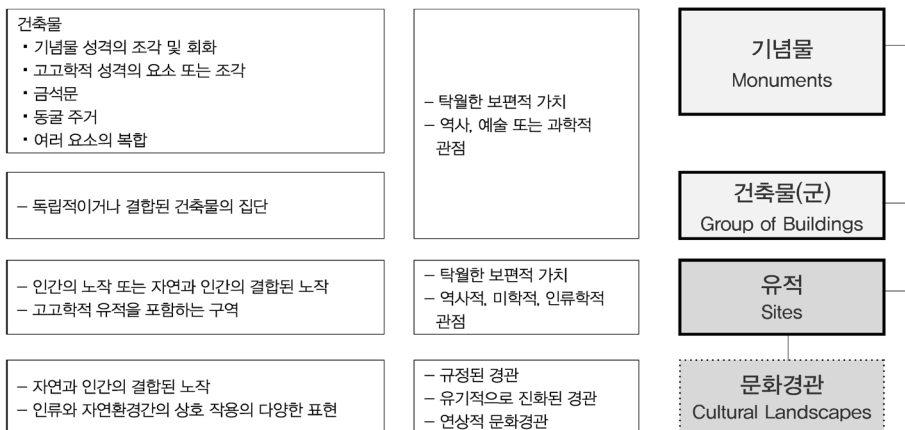 건축물
▪ 기념물 성격의 조각 및 회화
▪ 고고학적 성격의 요소 또는 조각
▪ 금석문
▪ 동굴 주거
▪ 여러 요소의 복합
– 탁월한 보편적 가치
– 역사, 예술 또는 과학적
관점
기념물
Monuments
– 독립적이거나 결합된 건축물의 집단
건축물(군)
Group of Buildings
– 인간의 노작 또는 자연과 인간의 결합된 노작
– 고고학적 유적을 포함하는 구역
– 탁월한 보편적 가치
– 역사적, 미학적, 인류학적
관점
유적
Sites
– 자연과 인간의 결합된 노작
– 인류와 자연환경간의 상호 작용의 다양한 표현
– 규정된 경관
– 유기적으로 진화된 경관
– 연상적 문화경관
문화경관
Cultural Landscapes